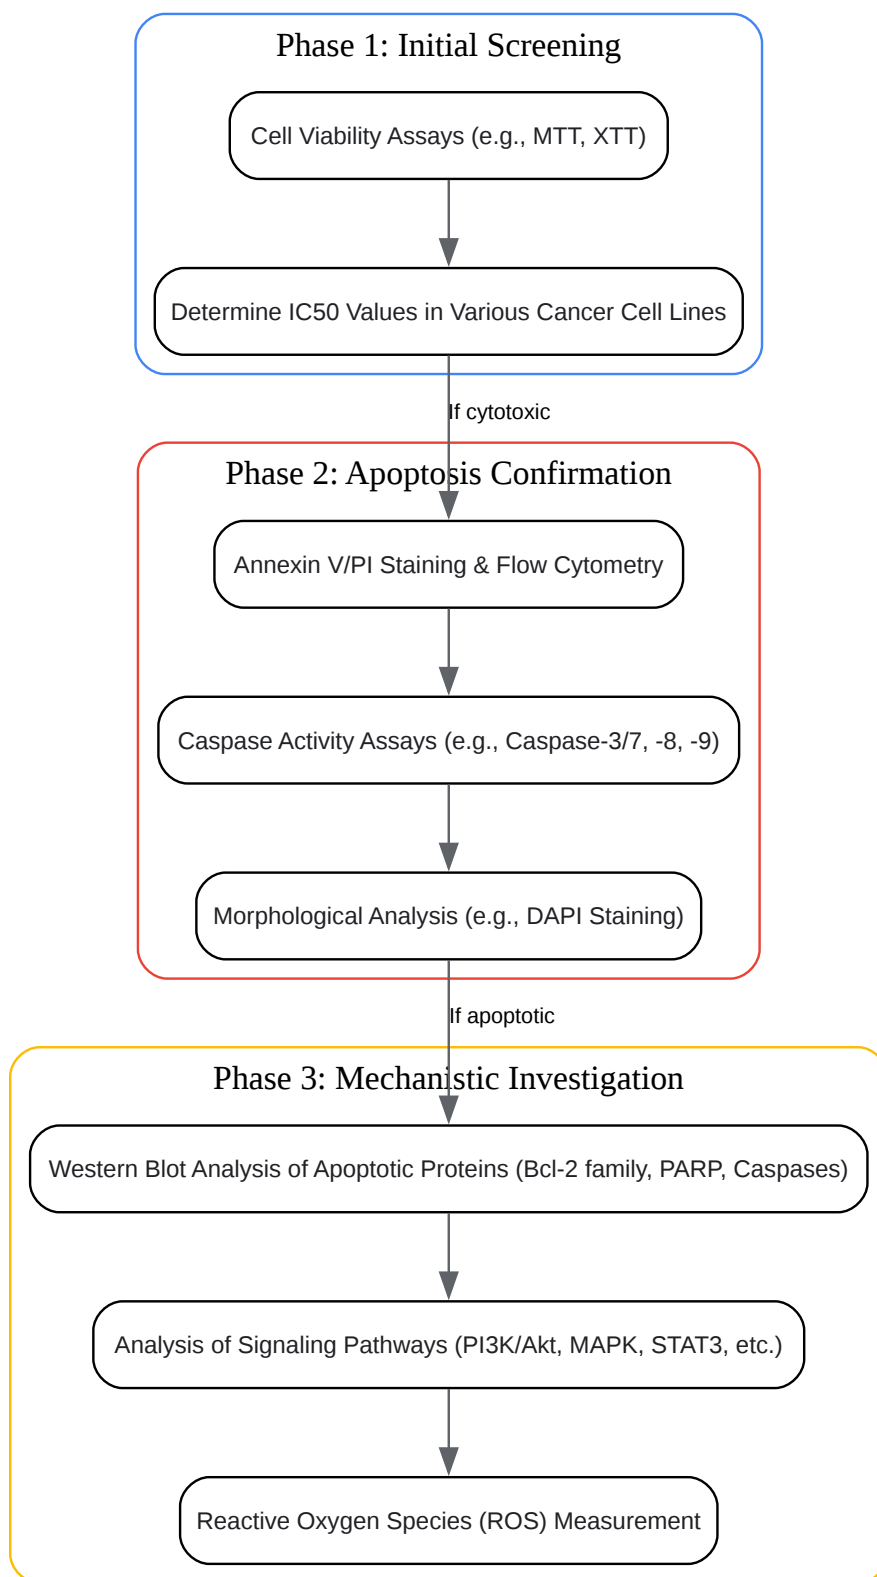 Phase 1: Initial Screening
Cell Viability Assays (e.g., MTT, XTT)
Determine IC50 Values in Various Cancer Cell Lines
If cytotoxic
Phase 2: Apoptosis Confirmation
Annexin V/PI Staining & Flow Cytometry
Caspase Activity Assays (e.g., Caspase-3/7, -8, -9)
Morphological Analysis (e.g., DAPI Staining)
If apoptotic
Phase 3: Mechanistic Investigation
Western Blot Analysis of Apoptotic Proteins (Bcl-2 family, PARP, Caspases)
Analysis of Signaling Pathways (PI3K/Akt, MAPK, STAT3, etc.)
Reactive Oxygen Species (ROS) Measurement